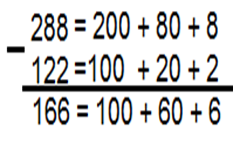 288 = 200 + 80 + 8
– 122 =100 + 20 + 2
166 = 100 + 60 + 6